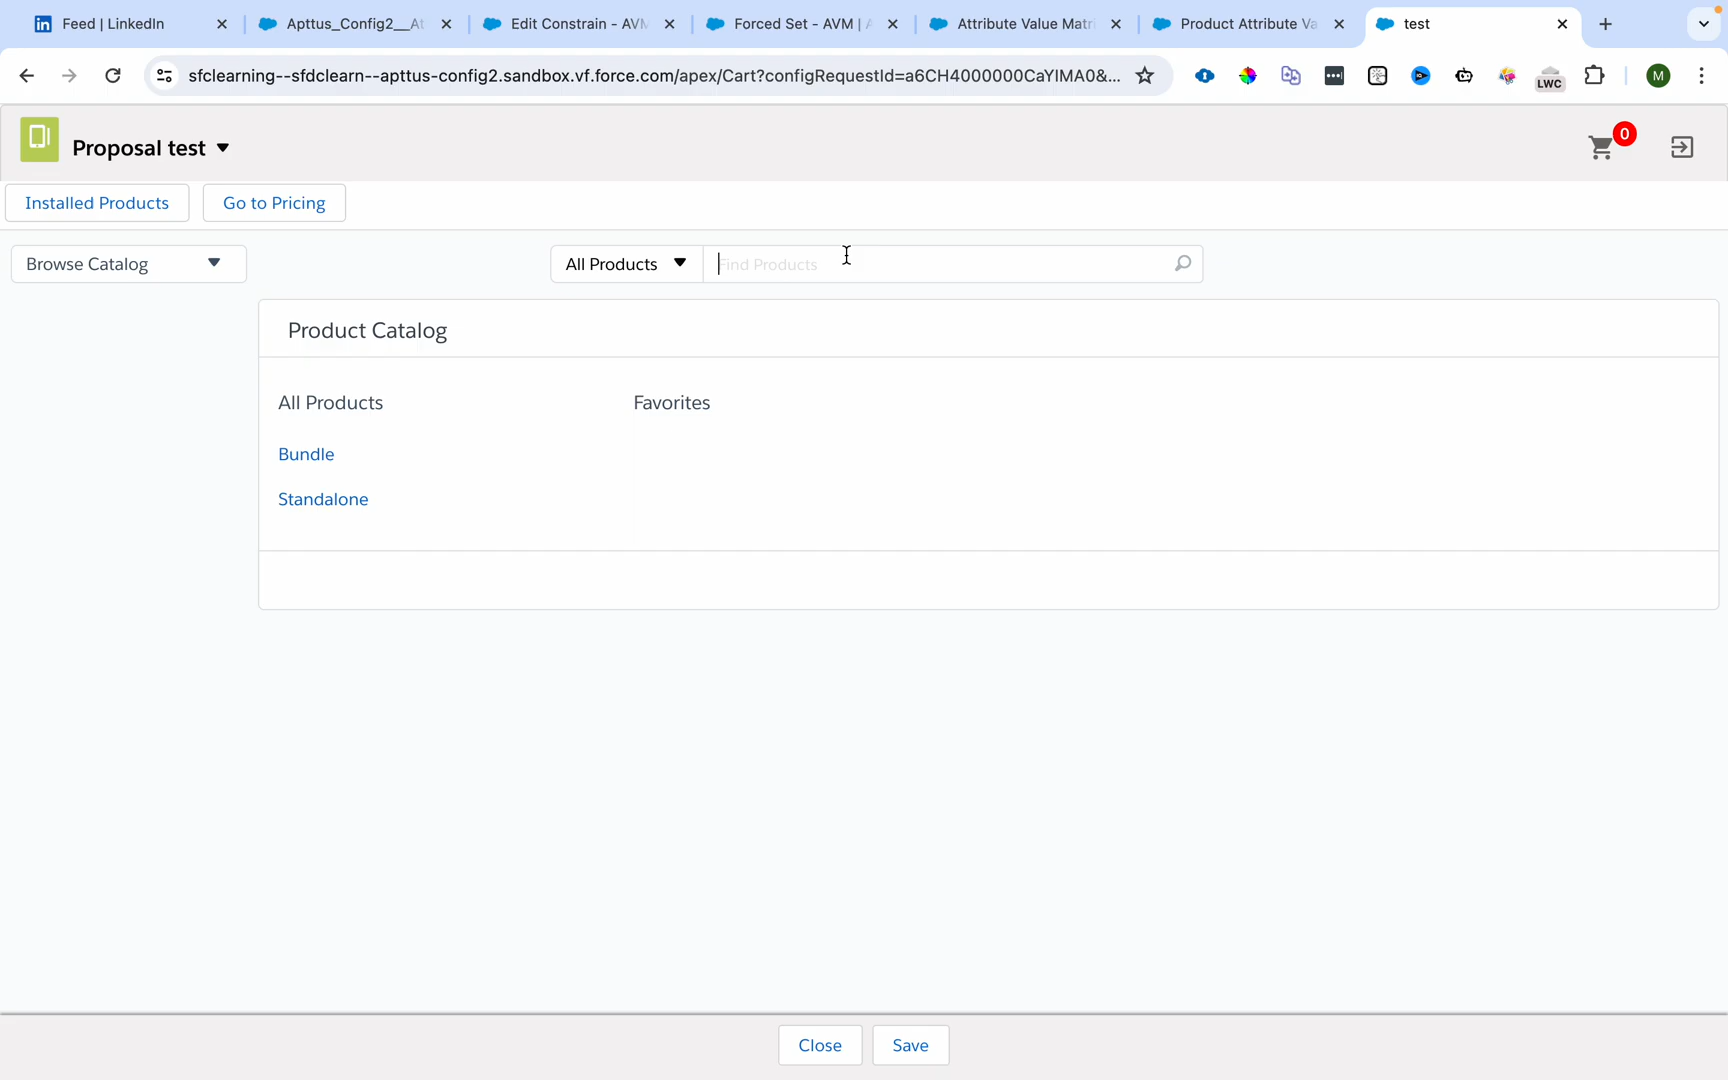 Feed | LinkedIn
Apttus_Config2__At
Edit Constrain - AVM
Forced Set - AVM | A
Attribute Value Matri
Product Attribute Va
test
sfclearning--sfdclearn--apttus-config2.sandbox.vf.force.com/apex/Cart?configRequestId=a6CH4000000CaYIMA0&...
LWC
M
Proposal test
0
Installed Products
Go to Pricing
Browse Catalog
All Products
Find Products
Product Catalog
All Products
Favorites
Bundle
Standalone
Close
Save